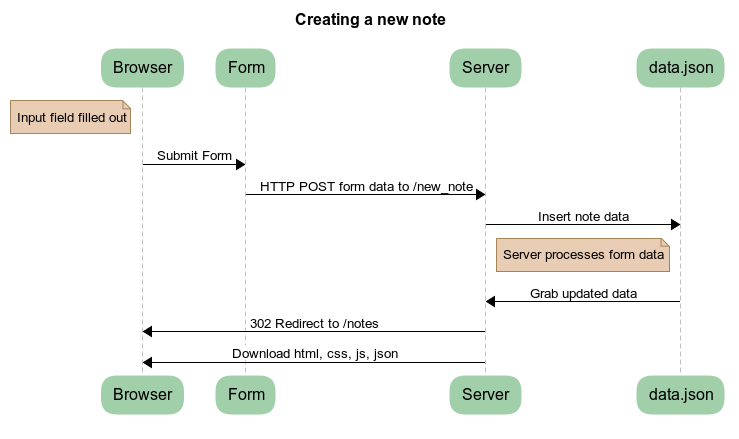 Creating a new note
Browser
Form
Server
data.json
Input field filled out
Submit Form
HTTP POST form data to /new_note
Insert note data
Server processes form data
Grab updated data
302 Redirect to /notes
Download html, css, js, json
Browser
Form
Server
data.json